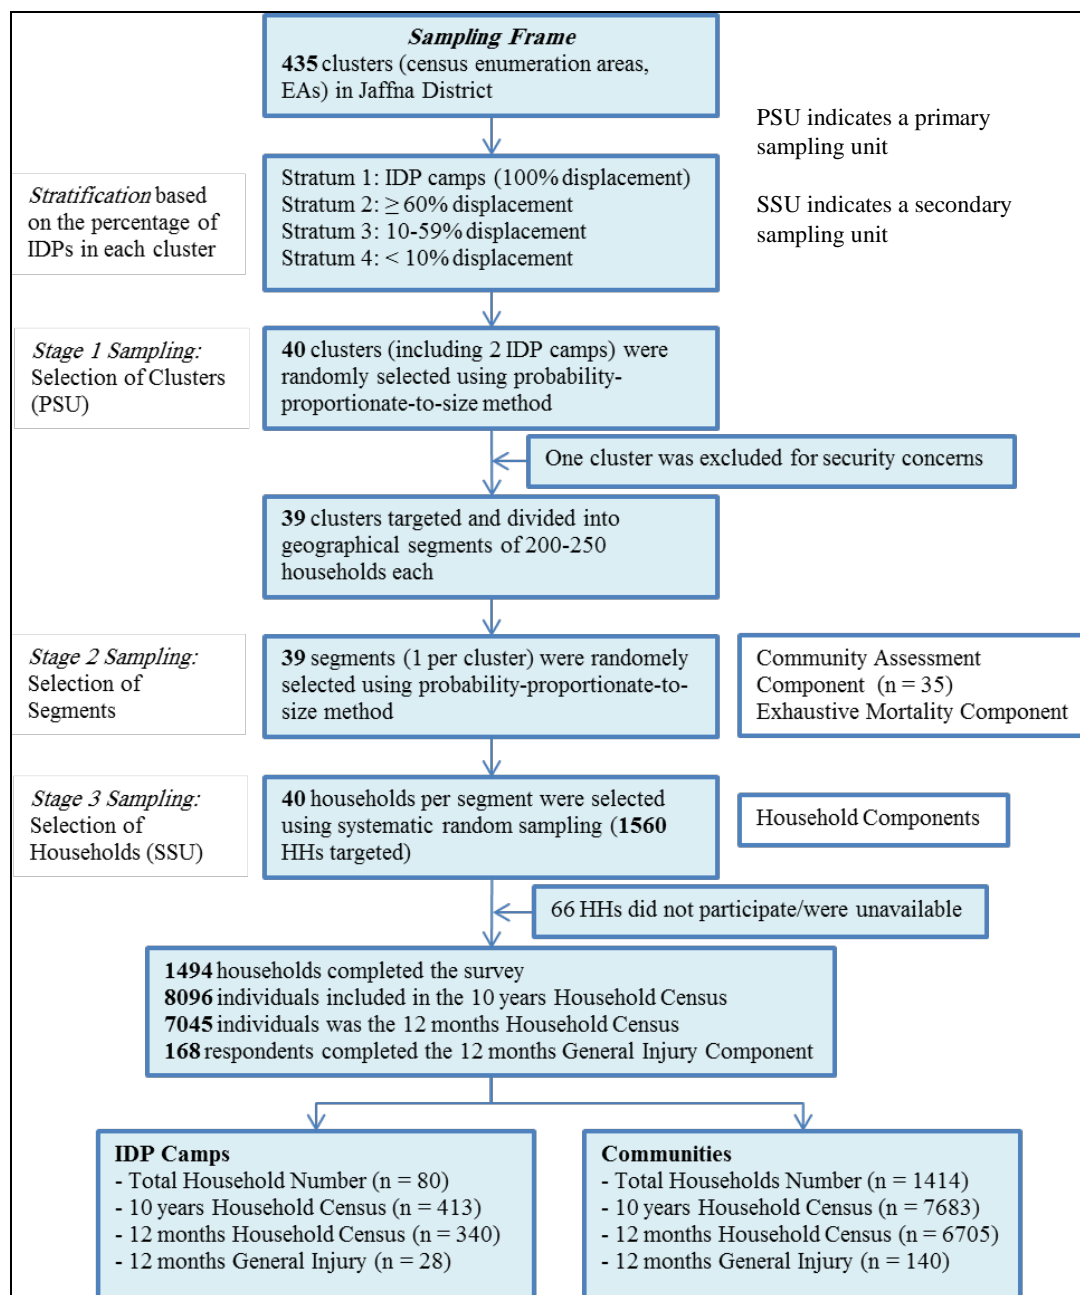 Sampling Frame
435 clusters (census enumeration areas,
EAs) in Jaffna District
PSU indicates a primary
sampling unit
SSU indicates a secondary
sampling unit
Stratification based
on the percentage of
IDPs in each cluster
Stratum 1: IDP camps (100% displacement)
Stratum 2: ≥ 60% displacement
Stratum 3: 10-59% displacement
Stratum 4: < 10% displacement
Stage 1 Sampling:
Selection of Clusters
(PSU)
40 clusters (including 2 IDP camps) were
randomly selected using probability-
proportionate-to-size method
One cluster was excluded for security concerns
39 clusters targeted and divided into
geographical segments of 200-250
households each
Stage 2 Sampling:
Selection of
Segments
39 segments (1 per cluster) were randomely
selected using probability-proportionate-to-
size method
Community Assessment
Component (n = 35)
Exhaustive Mortality Component
Stage 3 Sampling:
Selection of
Households (SSU)
40 households per segment were selected
using systematic random sampling (1560
HHs targeted)
Household Components
66 HHs did not participate/were unavailable
1494 households completed the survey
8096 individuals included in the 10 years Household Census
7045 individuals was the 12 months Household Census
168 respondents completed the 12 months General Injury Component
IDP Camps
- Total Household Number (n = 80)
- 10 years Household Census (n = 413)
- 12 months Household Census (n = 340)
- 12 months General Injury (n = 28)
Communities
- Total Households Number (n = 1414)
- 10 years Household Census (n = 7683)
- 12 months Household Census (n = 6705)
- 12 months General Injury (n = 140)